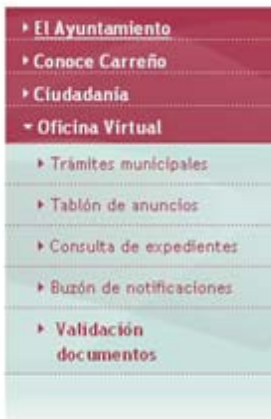 El Ayuntamiento
Conoce Carreño
Ciudadanía
Oficina Virtual
Trámites municipales
Tablón de anuncios
Consulta de expedientes
Buzón de notificaciones
Validación
documentos